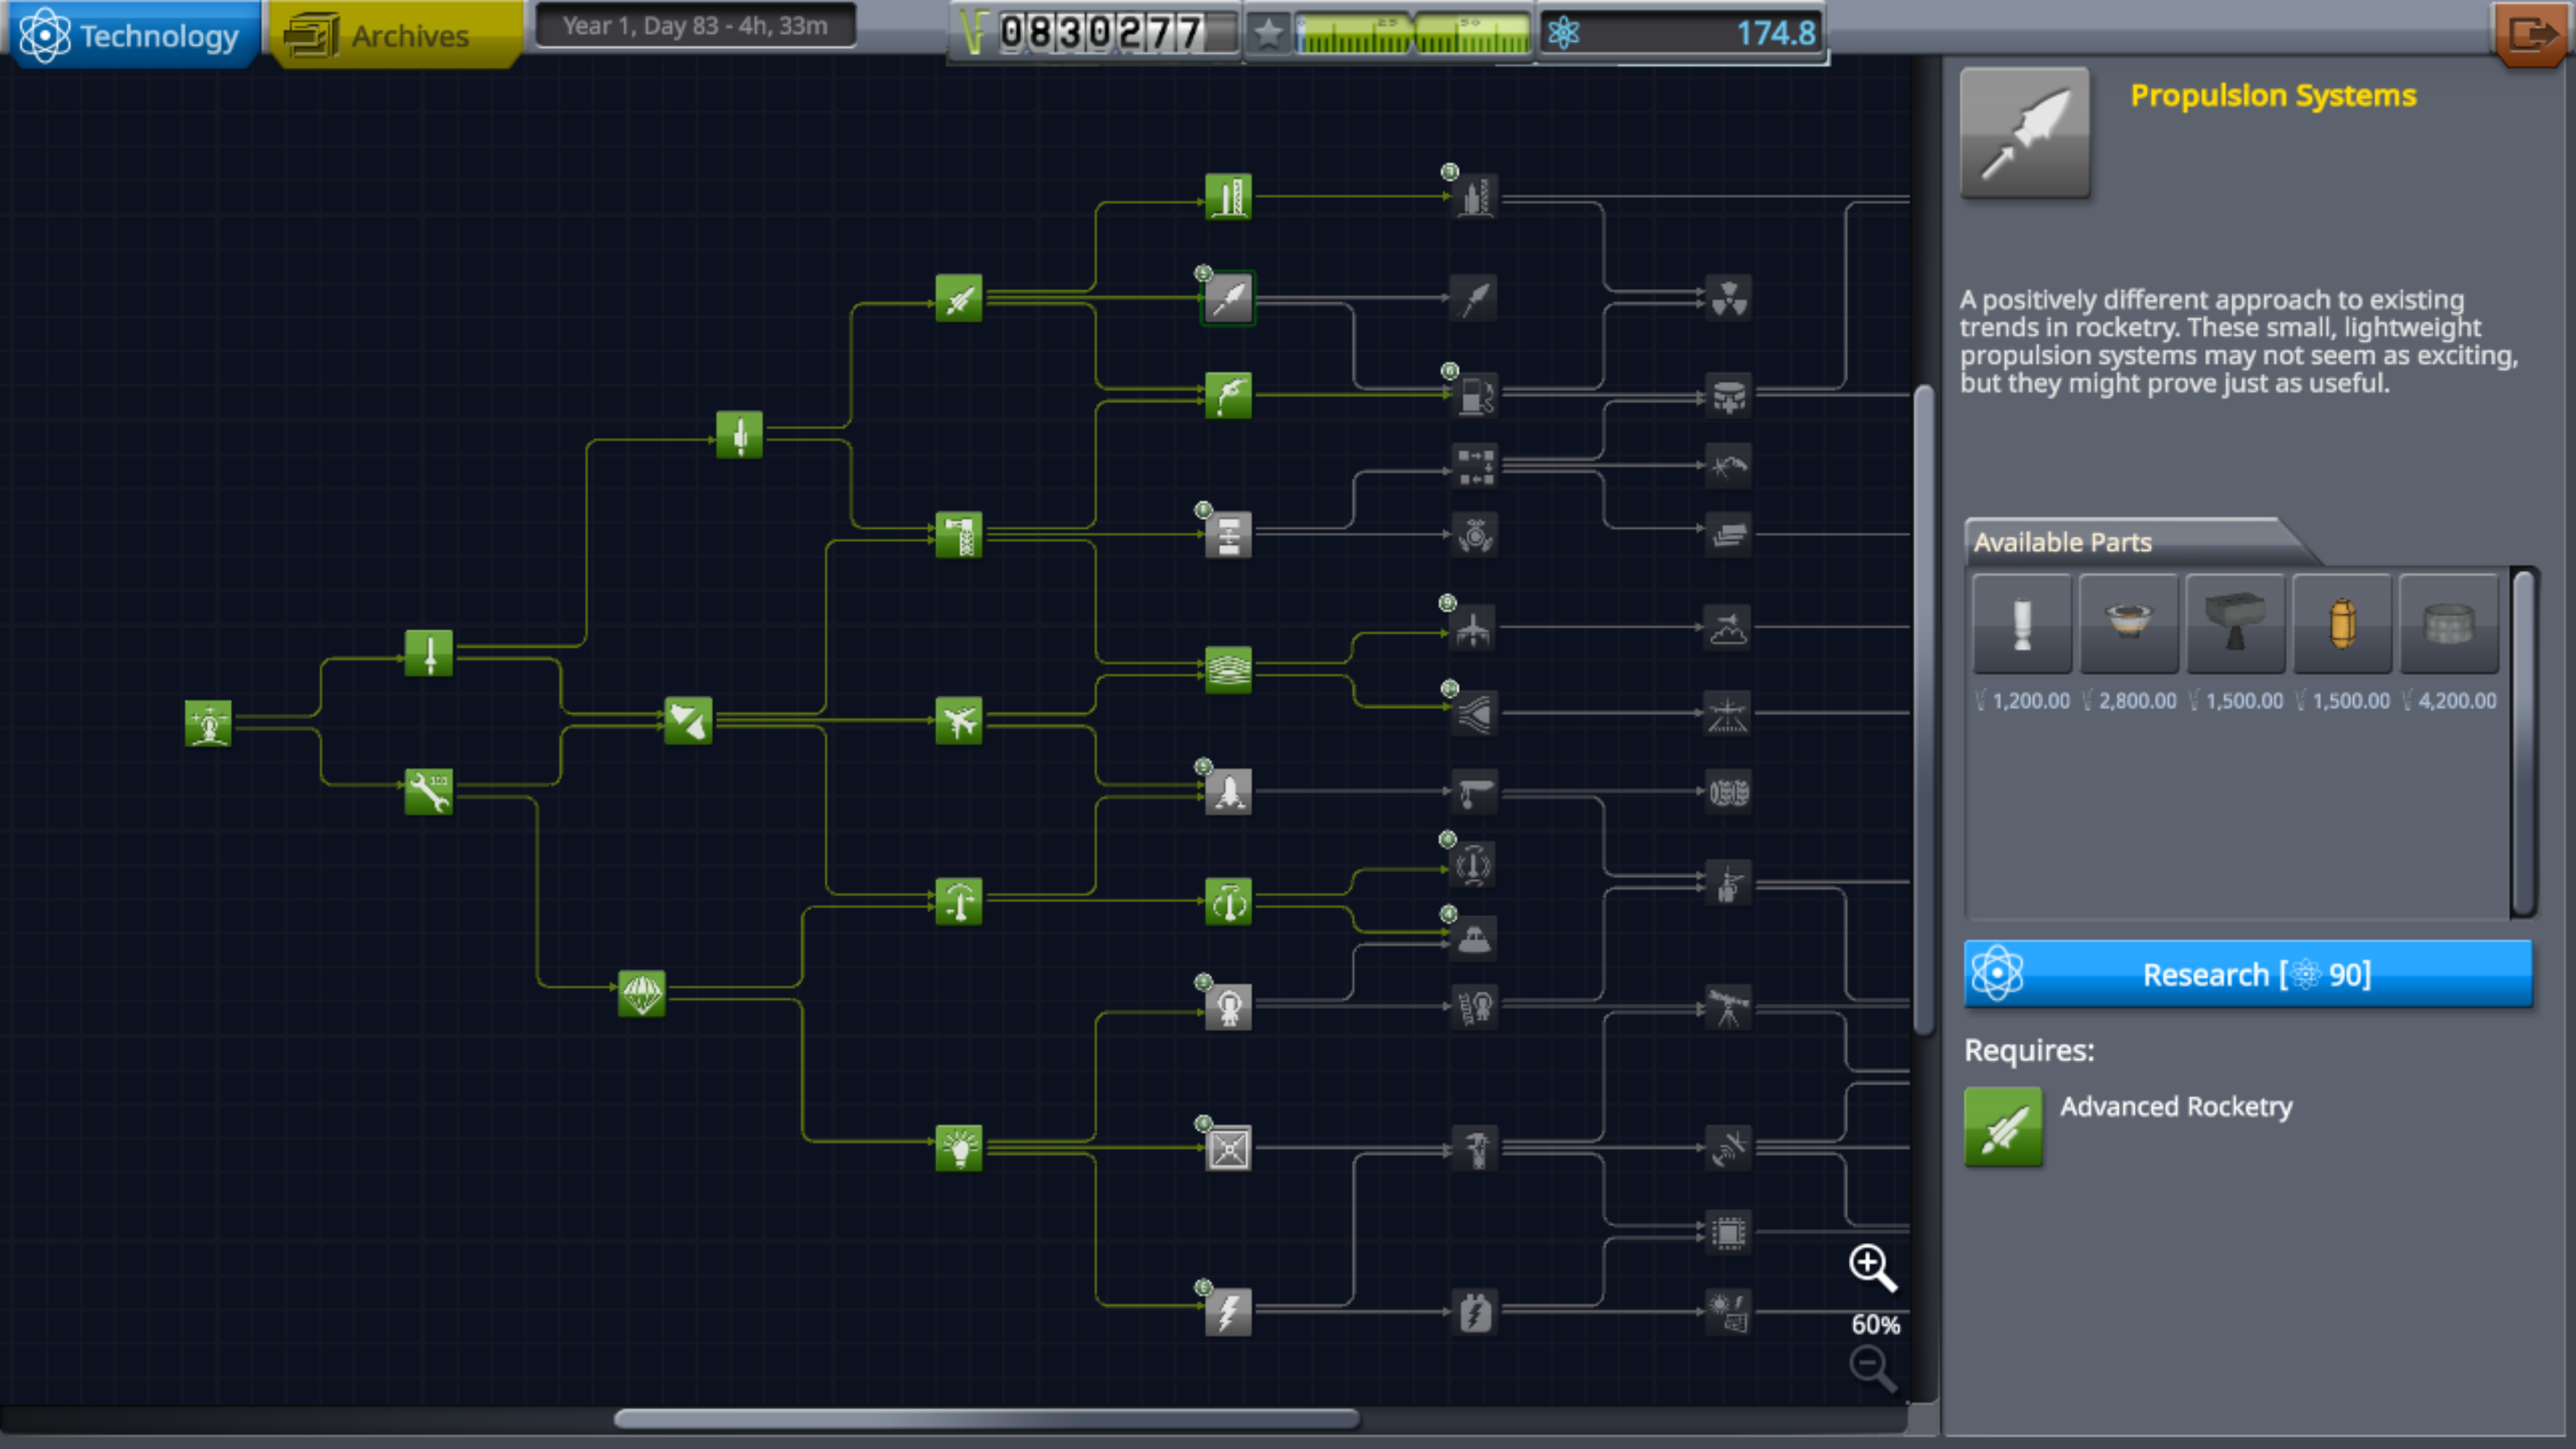 Technology
Archives
Year 1, Day 83 - 4h, 33m
0830277
25
50
174.8
Propulsion Systems
A positively different approach to existing
trends in rocketry. These small, lightweight
propulsion systems may not seem as exciting,
but they might prove just as useful.
Available Parts
1,200.00 2,800.00 1,500.00 1,500.00 4,200.00
Research [ 90]
Requires:
Advanced Rocketry
60%